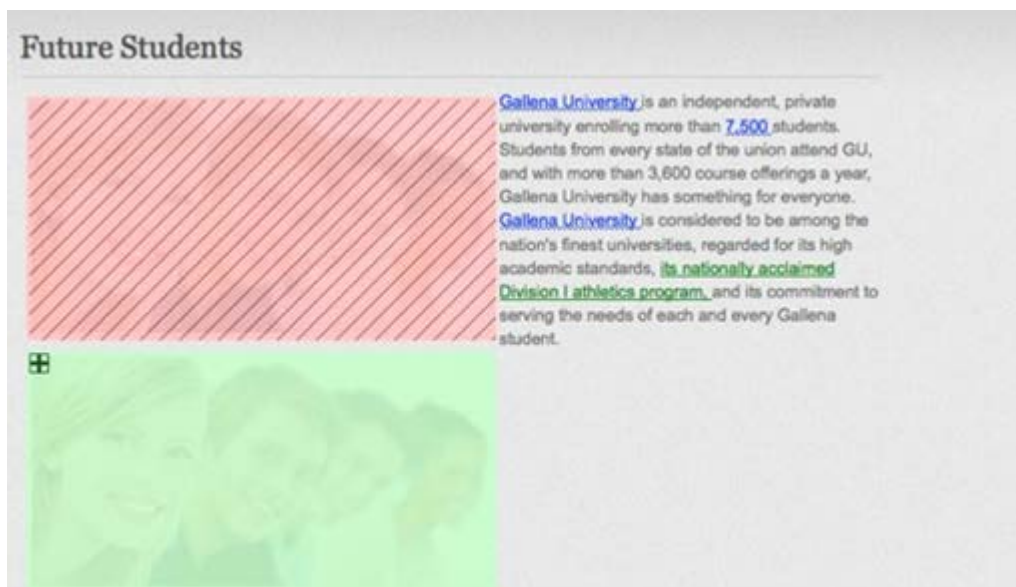 Future Students
Gallena University is an independent, private
university enrolling more than 7,500 students.
Students from every state of the union attend GU,
and with more than 3,600 course offerings a year,
Gallena University has something for everyone.
Gallena University is considered to be among the
nation's finest universities, regarded for its high
academic standards, its nationally acclaimed
Division I athletics program, and its commitment to
serving the needs of each and every Gallena
student.